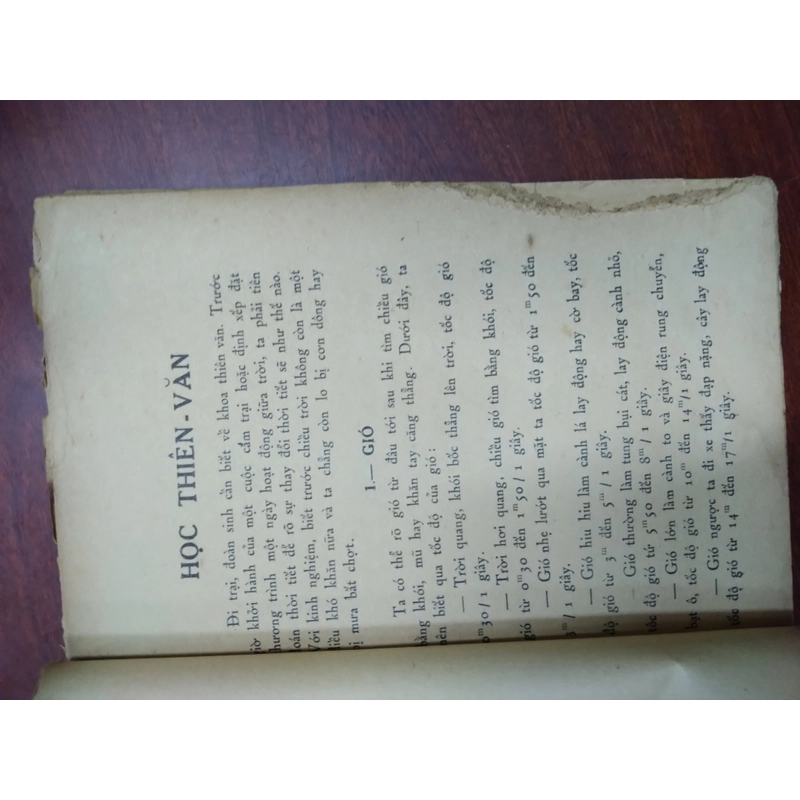 HỌC THIÊN-VĂN
Đi trại, đoàn sinh cần biết về khoa thiên văn. Trước
giờ khởi hành của một cuộc cắm trại hoặc định xếp đặt
chương trình một ngày hoạt động giữa trời, ta phải tiên
đoán thời tiết để rõ sự thay đổi thời tiết sẽ như thế nào.
Với kinh nghiệm, biết trước chiều trời không còn là một
điều khó khăn nữa và ta chẳng còn lo bị cơn dông hay
bị mưa bất chợt.
I.— GIÓ
Ta có thể rõ gió từ đâu tới sau khi tìm chiều gió
bằng khói, mũ hay khăn tay căng thẳng. Dưới đây, ta
nên biết qua tốc độ của gió:
— Trời quang, khói bốc thẳng lên trời, tốc độ gió
0m30/1 giây.
— Trời hơi quang, chiều gió tìm bằng khói, tốc độ
gió từ 0m30 đến 1m50/1 giây.
— Gió nhẹ lướt qua mặt ta tốc độ gió từ 1m50 đến
3m/1 giây.
— Gió hiu hiu làm cành lá lay động hay cờ bay, tốc
độ gió từ 3m đến 5m/1 giây.
Gió thường làm tung bụi cát, lay động cành nhỏ,
tốc độ gió từ 5m50 đến 8m/1 giây.
— Gió lớn làm cành to và giây điện rung chuyển,
bạt ô, tốc độ gió từ 10m đến 14m/1 giây.
— Gió ngược ta đi xe thấy đạp nặng, cây lay động
tốc độ gió từ 14m đến 17m/1 giây.